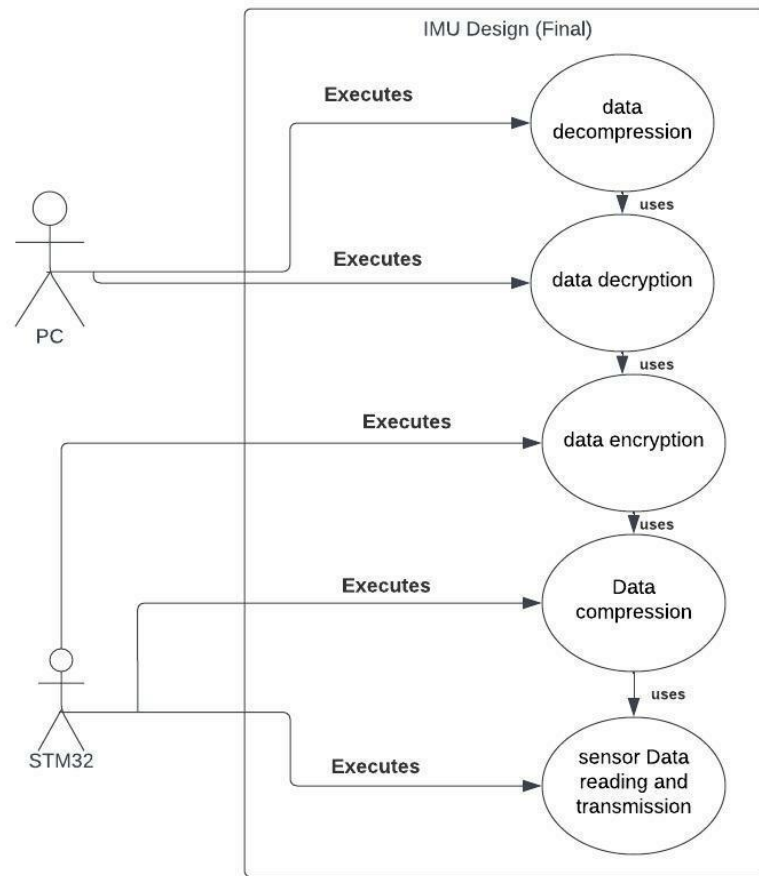 IMU Design (Final)
Executes
data
decompression
uses
PC
Executes
data decryption
uses
Executes
data encryption
uses
Executes
Data
compression
uses
STM32
Executes
sensor Data
reading and
transmission